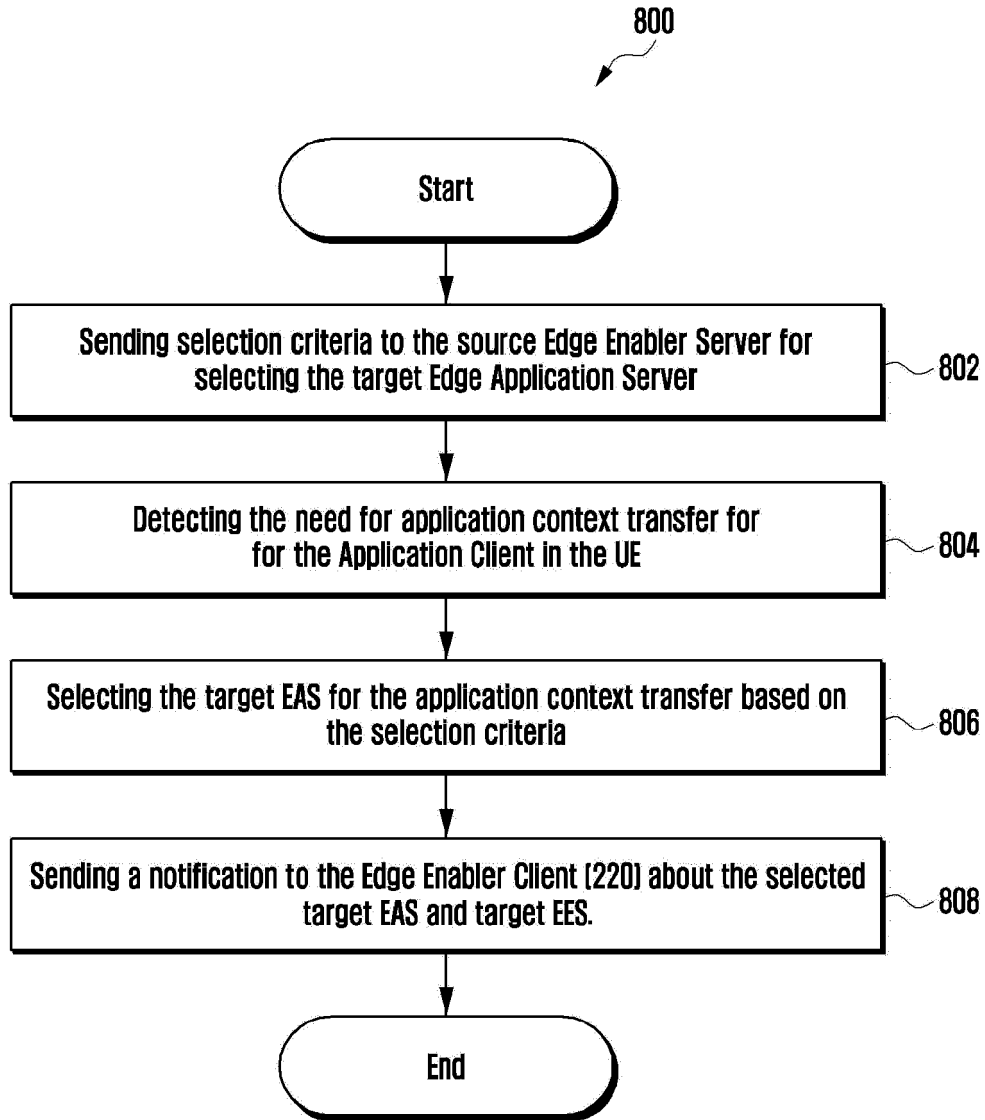 800
Start
Sending selection criteria to the source Edge Enabler Server for
selecting the target Edge Application Server
802
Detecting the need for application context transfer for
for the Application Client in the UE
804
Selecting the target EAS for the application context transfer based on
the selection criteria
806
Sending a notification to the Edge Enabler Client (220) about the selected
target EAS and target EES.
808
End